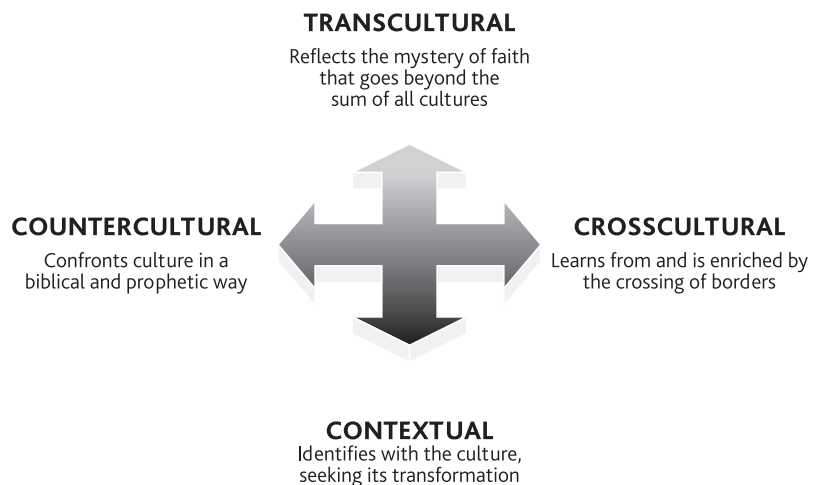 TRANSCULTURAL
Reflects the mystery of faith
that goes beyond the
sum of all cultures
COUNTERCULTURAL
Confronts culture in a
biblical and prophetic way
CROSSCULTURAL
Learns from and is enriched by
the crossing of borders
CONTEXTUAL
Identifies with the culture,
seeking its transformation